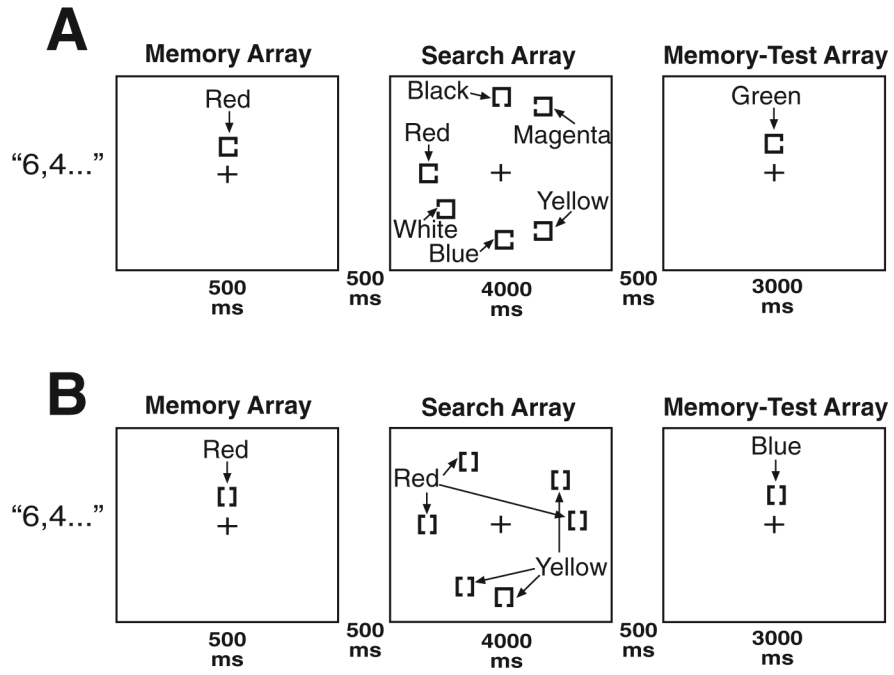 A
Memory Array
Search Array
Memory-Test Array
“6,4...”
Red
Black
Magenta
Red
White
Blue
Yellow
Green
500
ms
500
ms
4000
ms
500
ms
3000
ms
B
Memory Array
Search Array
Memory-Test Array
“6,4...”
Red
Red
Yellow
Blue
500
ms
500
ms
4000
ms
500
ms
3000
ms